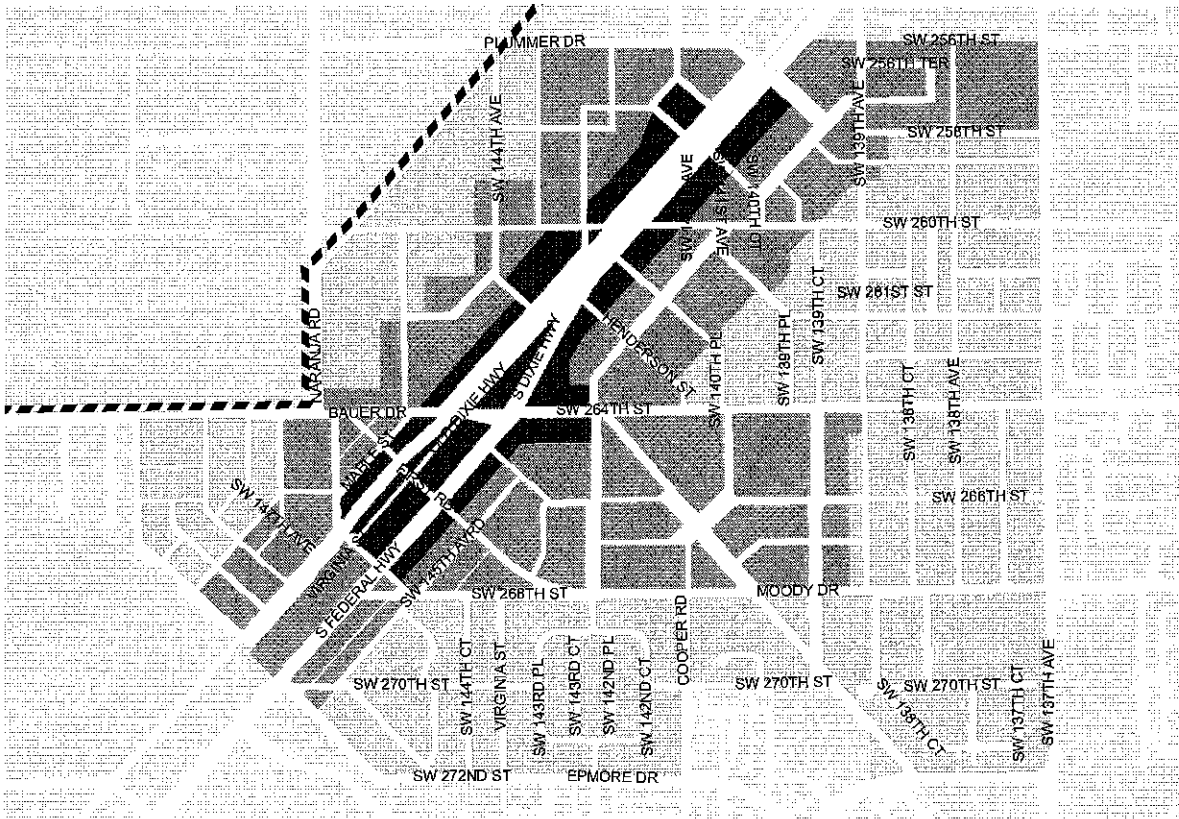 PLUMMER DR
SW 256TH ST
SW 256TH TER
SW 144TH AVE
SW 139TH AVE
SW 258TH ST
AVE
SW 140TH CT
SW 260TH ST
NARANJA RD
SW 261ST ST
SW 139TH CT
S DIXIE HWY
HENDERSON ST
SW 140TH PL
SW 139TH PL
DIXIE HWY
BAUER DR
SW 264TH ST
SW 138TH CT
SW 138TH AVE
MAPLE ST
SW 147TH AVE
SW 266TH ST
VIRGINIA
S FEDERAL HWY
SW 268TH ST
MOODY DR
COOPER RD
SW 270TH ST
SW 144TH CT
VIRGINIA ST
SW 143RD PL
SW 143RD CT
SW 142ND PL
SW 142ND CT
SW 270TH ST
SW 138TH CT
SW 270TH ST
SW 137TH CT
SW 137TH AVE
SW 272ND ST
EPMORE DR